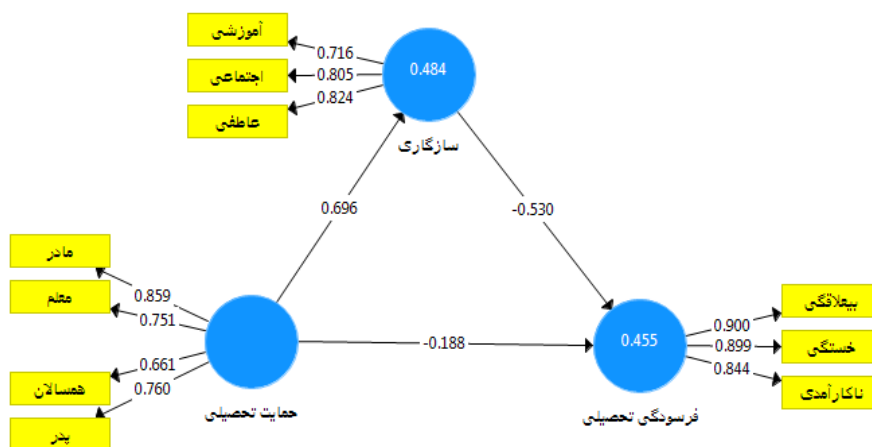 آموزشی
0.716
اجتماعی
0.805
عاطفی
0.824
0.484
سازگاری
0.696
-0.530
مادر
0.859
معلم
0.751
همسالان
0.661
پدر
0.760
حمایت تحصیلی
-0.188
0.455
فرسودگی تحصیلی
بیعلاقگی
0.900
خستگی
0.899
ناکارآمدی
0.844